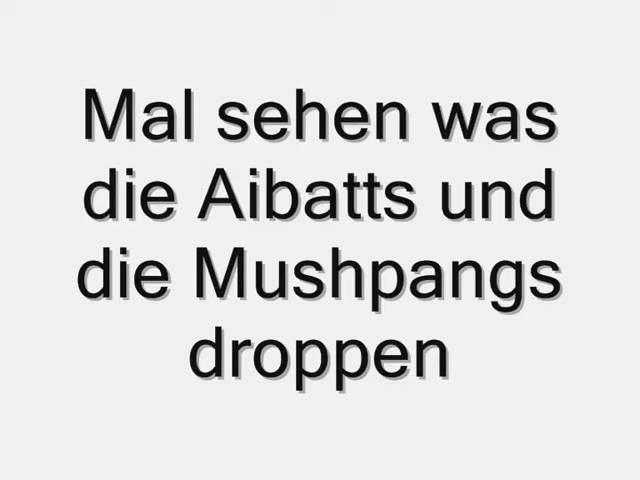 Mal sehen was
die Aibatts und
die Mushpangs
droppen